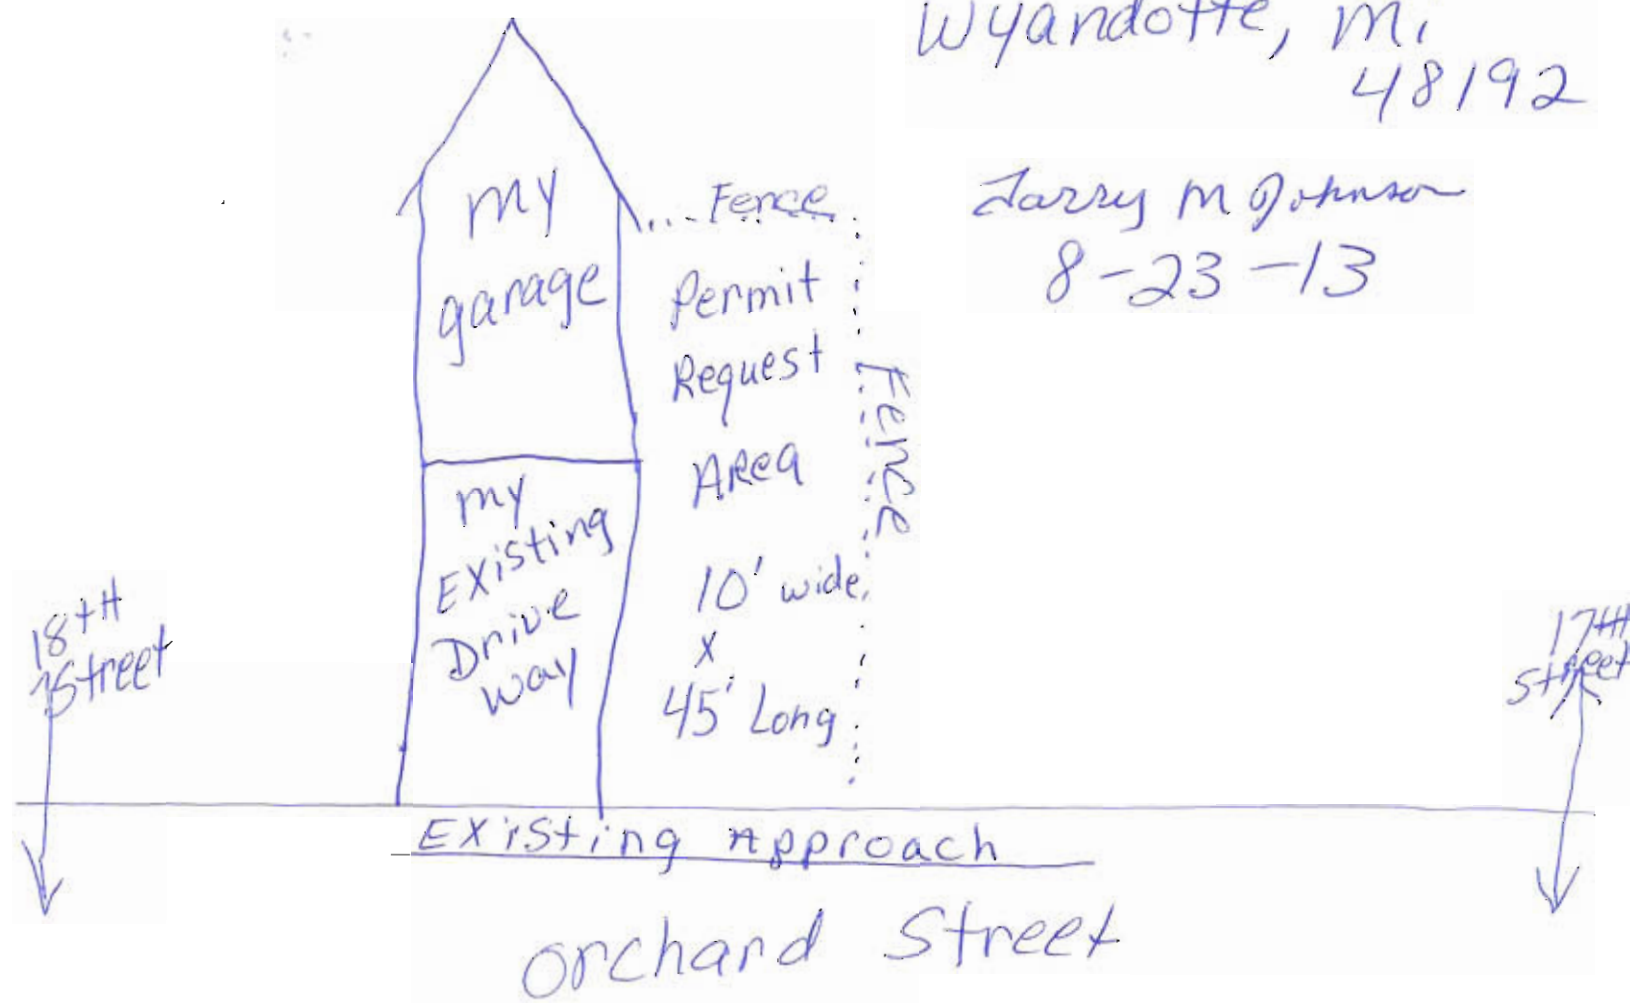 Wyandotte, Mi
48192
Larry M Johnson
8-23-13
my
garage
Fence
Permit
Request
Area
10' wide
x
45' Long
Fence
my
Existing
Drive
way
18tH
Street
17tH
Street
Existing Approach
Orchard Street